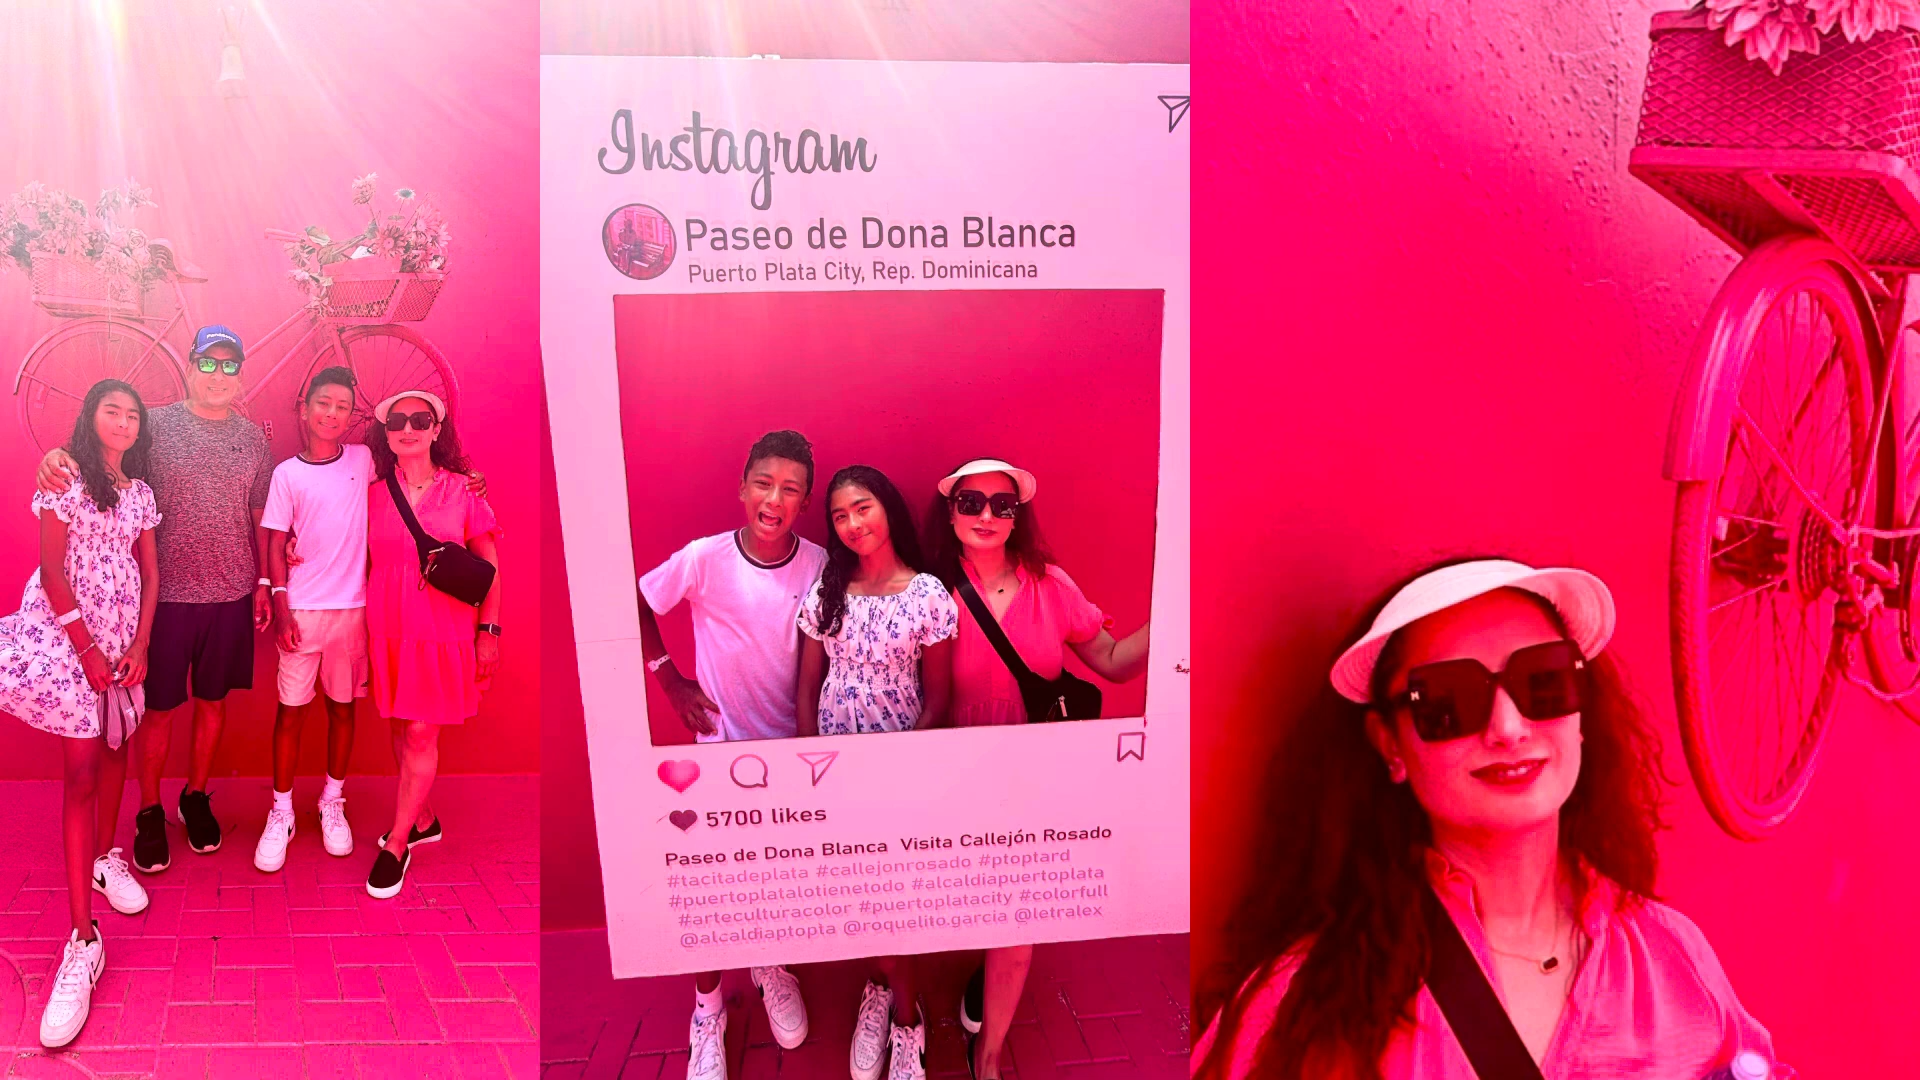 Instagram
Paseo de Dona Blanca
Puerto Plata City, Rep. Dominicana
5700 likes
Paseo de Dona Blanca Visita Callejón Rosado
#tacitadeplata #callejonrosado #ptoptard
#puertoplatalotienetodo #alcaldiapuertoplata
#arteculturacolor #puertoplatacity #colorfull
@alcaldiaptopta @roquelito.garcia @letralex